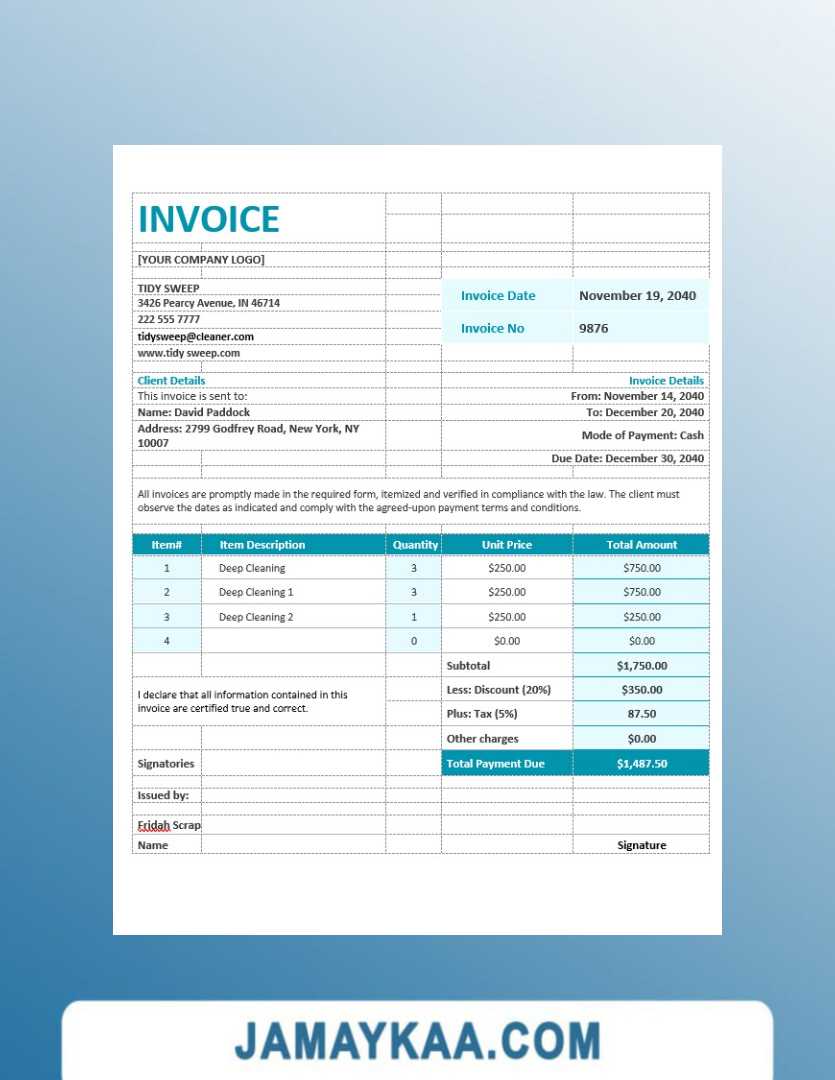 INVOICE
[YOUR COMPANY LOGO]
TIDY SWEEP
3426 Pearcy Avenue, IN 46714
222 555 7777
tidysweep@cleaner.com
www.tidy sweep.com
Invoice Date November 19, 2040
Invoice No 9876
Client Details Invoice Details
This invoice is sent to: From: November 14, 2040
Name: David Paddock To: December 20, 2040
Address: 2799 Godfrey Road, New York, NY
10007
Mode of Payment: Cash
Due Date: December 30, 2040
All invoices are promptly made in the required form, itemized and verified in compliance with the law. The client must
observe the dates as indicated and comply with the agreed-upon payment terms and conditions.
Item# Item Description Quantity Unit Price Total Amount
1 Deep Cleaning 3 $250.00 $750.00
2 Deep Cleaning 1 3 $250.00 $750.00
3 Deep Cleaning 2 1 $250.00 $250.00
4 0 $0.00 $0.00
Subtotal $1,750.00
Less: Discount (20%) $350.00
Plus: Tax (5%) 87.50
Other charges $0.00
Total Payment Due $1,487.50
I declare that all information contained in this
invoice are certified true and correct.
Signatories
Issued by:
Fridah Scrap
Name Signature
JAMAYKAA.COM